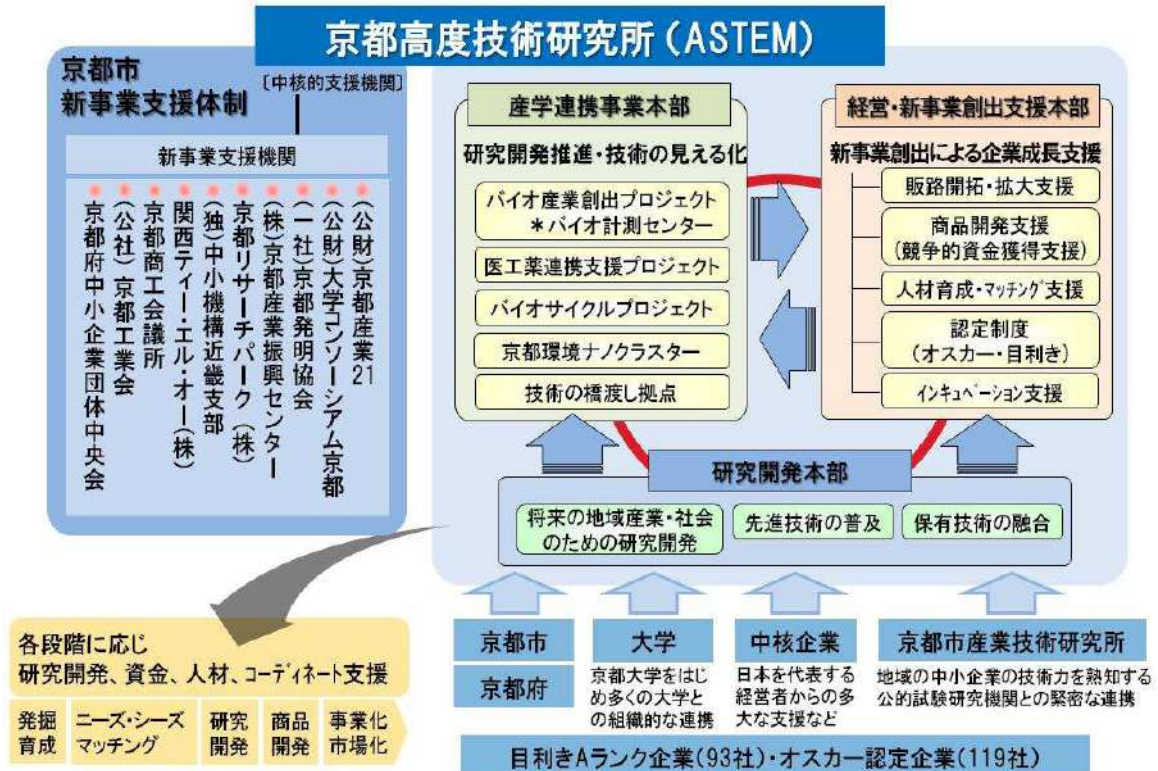 京都高度技術研究所(ASTEM)
京都市
新事業支援体制
〔中核的支援機関〕
新事業支援機関
(公財)京都産業21
(公財)大学コンソーシアム京都
(一社)京都発明協会
(株)京都産業振興センター
京都リサーチパーク(株)
(独)中小機構近畿支部
関西ティー・エル・オー(株)
京都商工会議所
(公社)京都工業会
京都府中小企業団体中央会
産学連携事業本部
研究開発推進・技術の見える化
バイオ産業創出プロジェクト
*バイオ計測センター
医工薬連携支援プロジェクト
バイオサイクルプロジェクト
京都環境ナノクラスター
技術の橋渡し拠点
経営・新事業創出支援本部
新事業創出による企業成長支援
販路開拓・拡大支援
商品開発支援
(競争的資金獲得支援)
人材育成・マッチング支援
認定制度
(オスカー・目利き)
インキュベーション支援
研究開発本部
将来の地域産業・社会
のための研究開発
先進技術の普及
保有技術の融合
各段階に応じ
研究開発、資金、人材、コーディネート支援
発掘
育成
ニーズ・シーズ
マッチング
研究
開発
商品
開発
事業化
市場化
京都市
京都府
大学
京都大学をはじ
め多くの大学と
の組織的な連携
中核企業
日本を代表する
経営者からの多
大な支援など
京都市産業技術研究所
地域の中小企業の技術力を熟知する
公的試験研究機関との緊密な連携
目利きAランク企業(93社)・オスカー認定企業(119社)